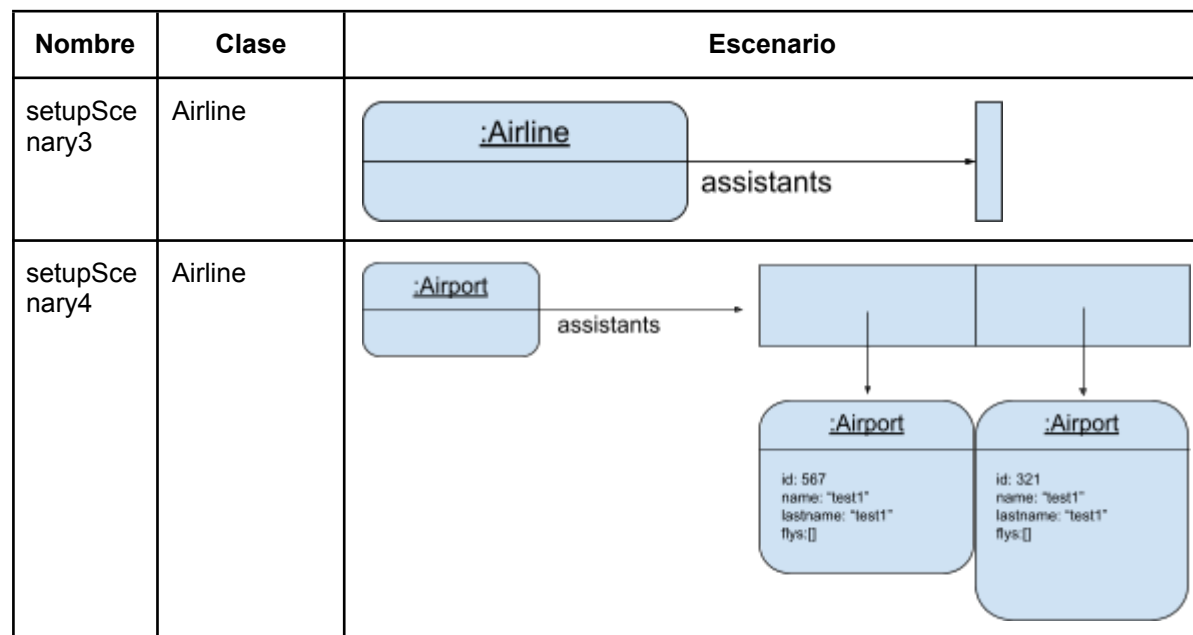 Nombre
Clase
Escenario
setupSce
nary3
Airline
:Airline
assistants
setupSce
nary4
Airline
:Airport
assistants
:Airport
id: 567
name: “test1”
lastname: “test1”
flys:[]
:Airport
id: 321
name: “test1”
lastname: “test1”
flys:[]